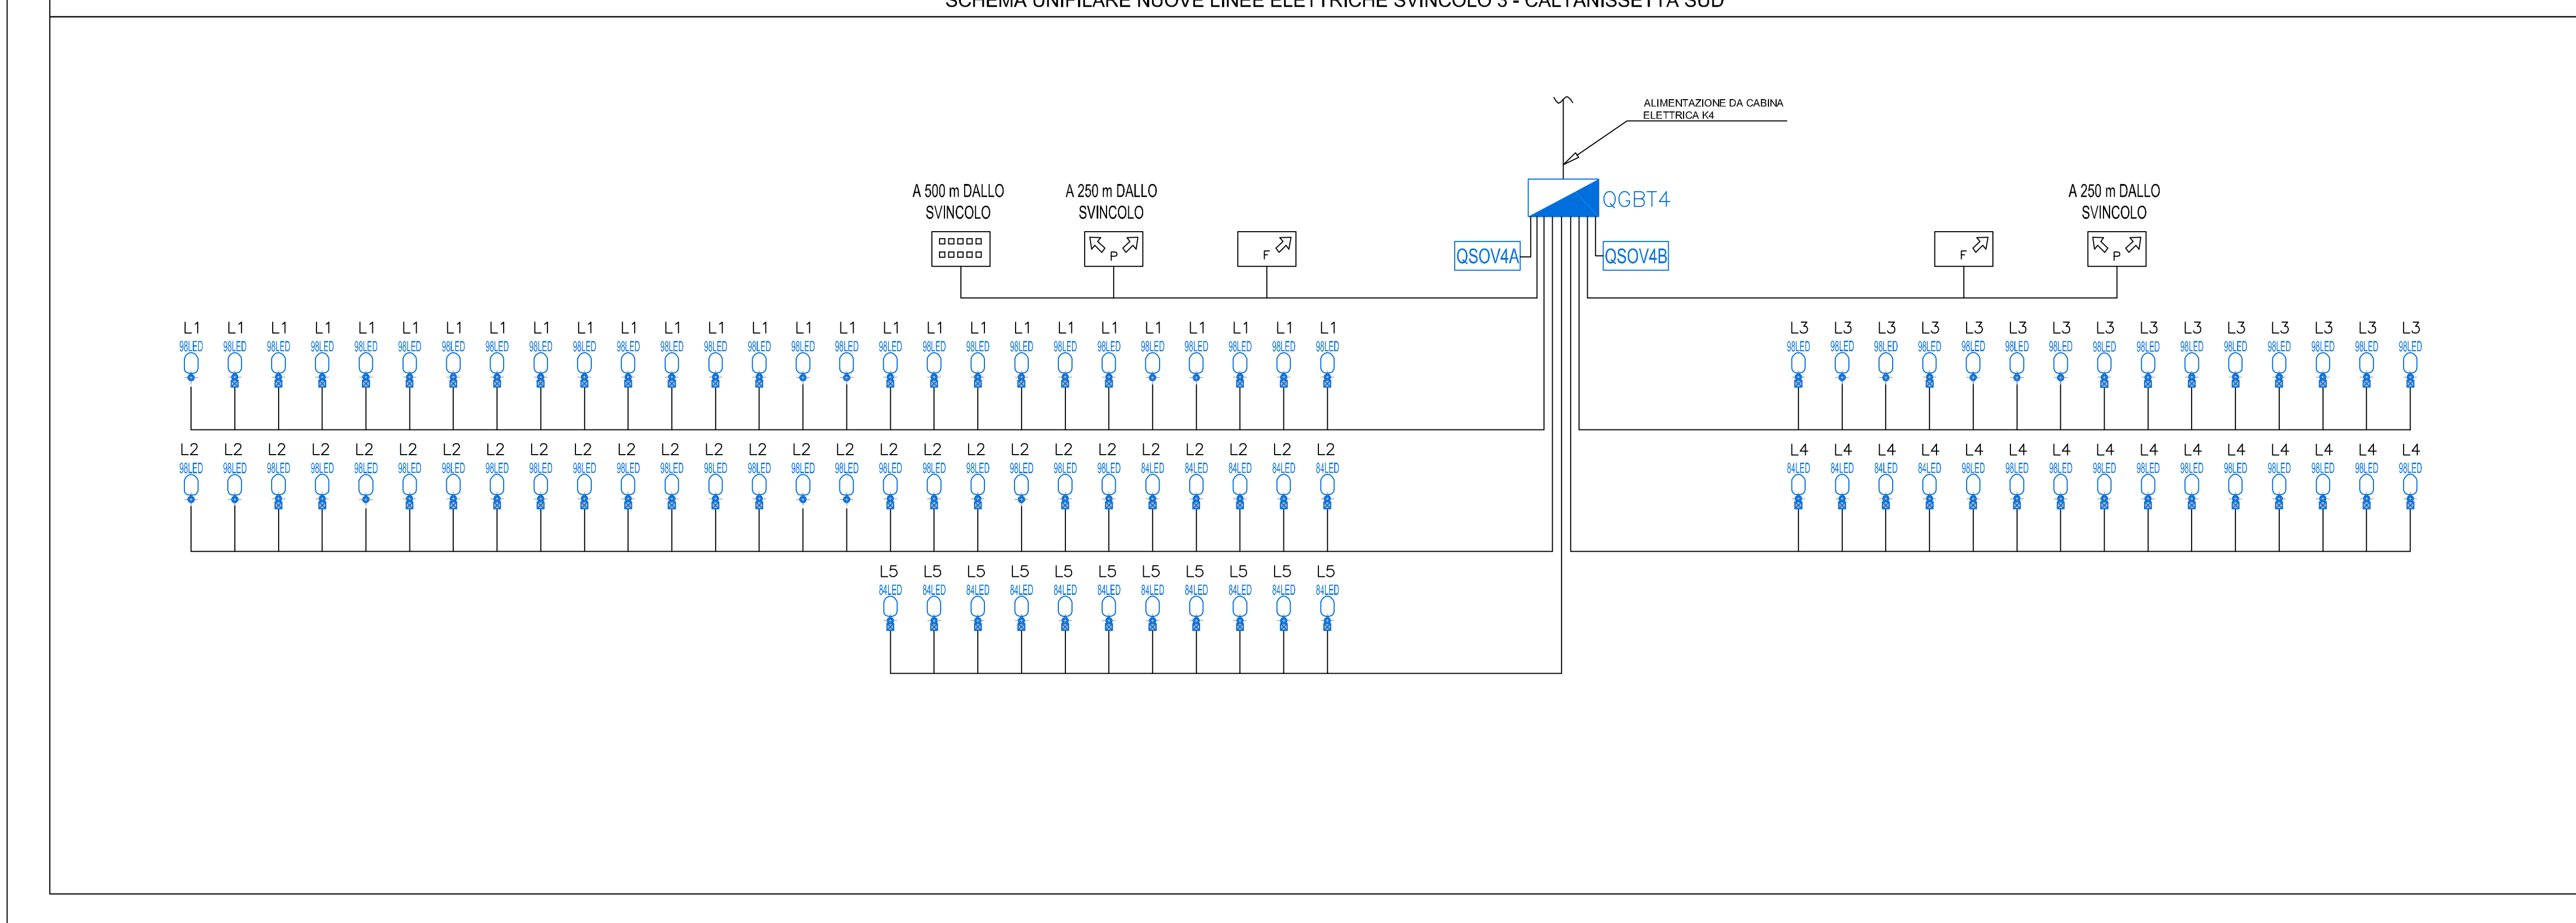 SCHEMA UNIFILARE NUOVE LINEE ELETTRICHE SVINCOLO 3 - CALTANISSETTA SUD
ALIMENTAZIONE DA CABINA
ELETTRICA K4
A 500 m DALLO
SVINCOLO
A 250 m DALLO
SVINCOLO
QGBT4
A 250 m DALLO
SVINCOLO
P
F
QSOV4A
QSOV4B
F
P
L1 L1 L1 L1 L1 L1 L1 L1 L1 L1 L1 L1 L1 L1 L1 L1 L1 L1 L1 L1 L1 L1 L1 L1 L1 L1 L1
98LED 98LED 98LED 98LED 98LED 98LED 98LED 98LED 98LED 98LED 98LED 98LED 98LED 98LED 98LED 98LED 98LED 98LED 98LED 98LED 98LED 98LED 98LED 98LED 98LED 98LED 98LED
L3 L3 L3 L3 L3 L3 L3 L3 L3 L3 L3 L3 L3 L3 L3
98LED 98LED 98LED 98LED 98LED 98LED 98LED 98LED 98LED 98LED 98LED 98LED 98LED 98LED 98LED
L2 L2 L2 L2 L2 L2 L2 L2 L2 L2 L2 L2 L2 L2 L2 L2 L2 L2 L2 L2 L2 L2 L2 L2 L2 L2 L2
98LED 98LED 98LED 98LED 98LED 98LED 98LED 98LED 98LED 98LED 98LED 98LED 98LED 98LED 98LED 98LED 98LED 98LED 98LED 98LED 98LED 98LED 84LED 84LED 84LED 84LED 84LED
L4 L4 L4 L4 L4 L4 L4 L4 L4 L4 L4 L4 L4 L4 L4
84LED 84LED 84LED 84LED 98LED 98LED 98LED 98LED 98LED 98LED 98LED 98LED 98LED 98LED 98LED
L5 L5 L5 L5 L5 L5 L5 L5 L5 L5 L5
84LED 84LED 84LED 84LED 84LED 84LED 84LED 84LED 84LED 84LED 84LED